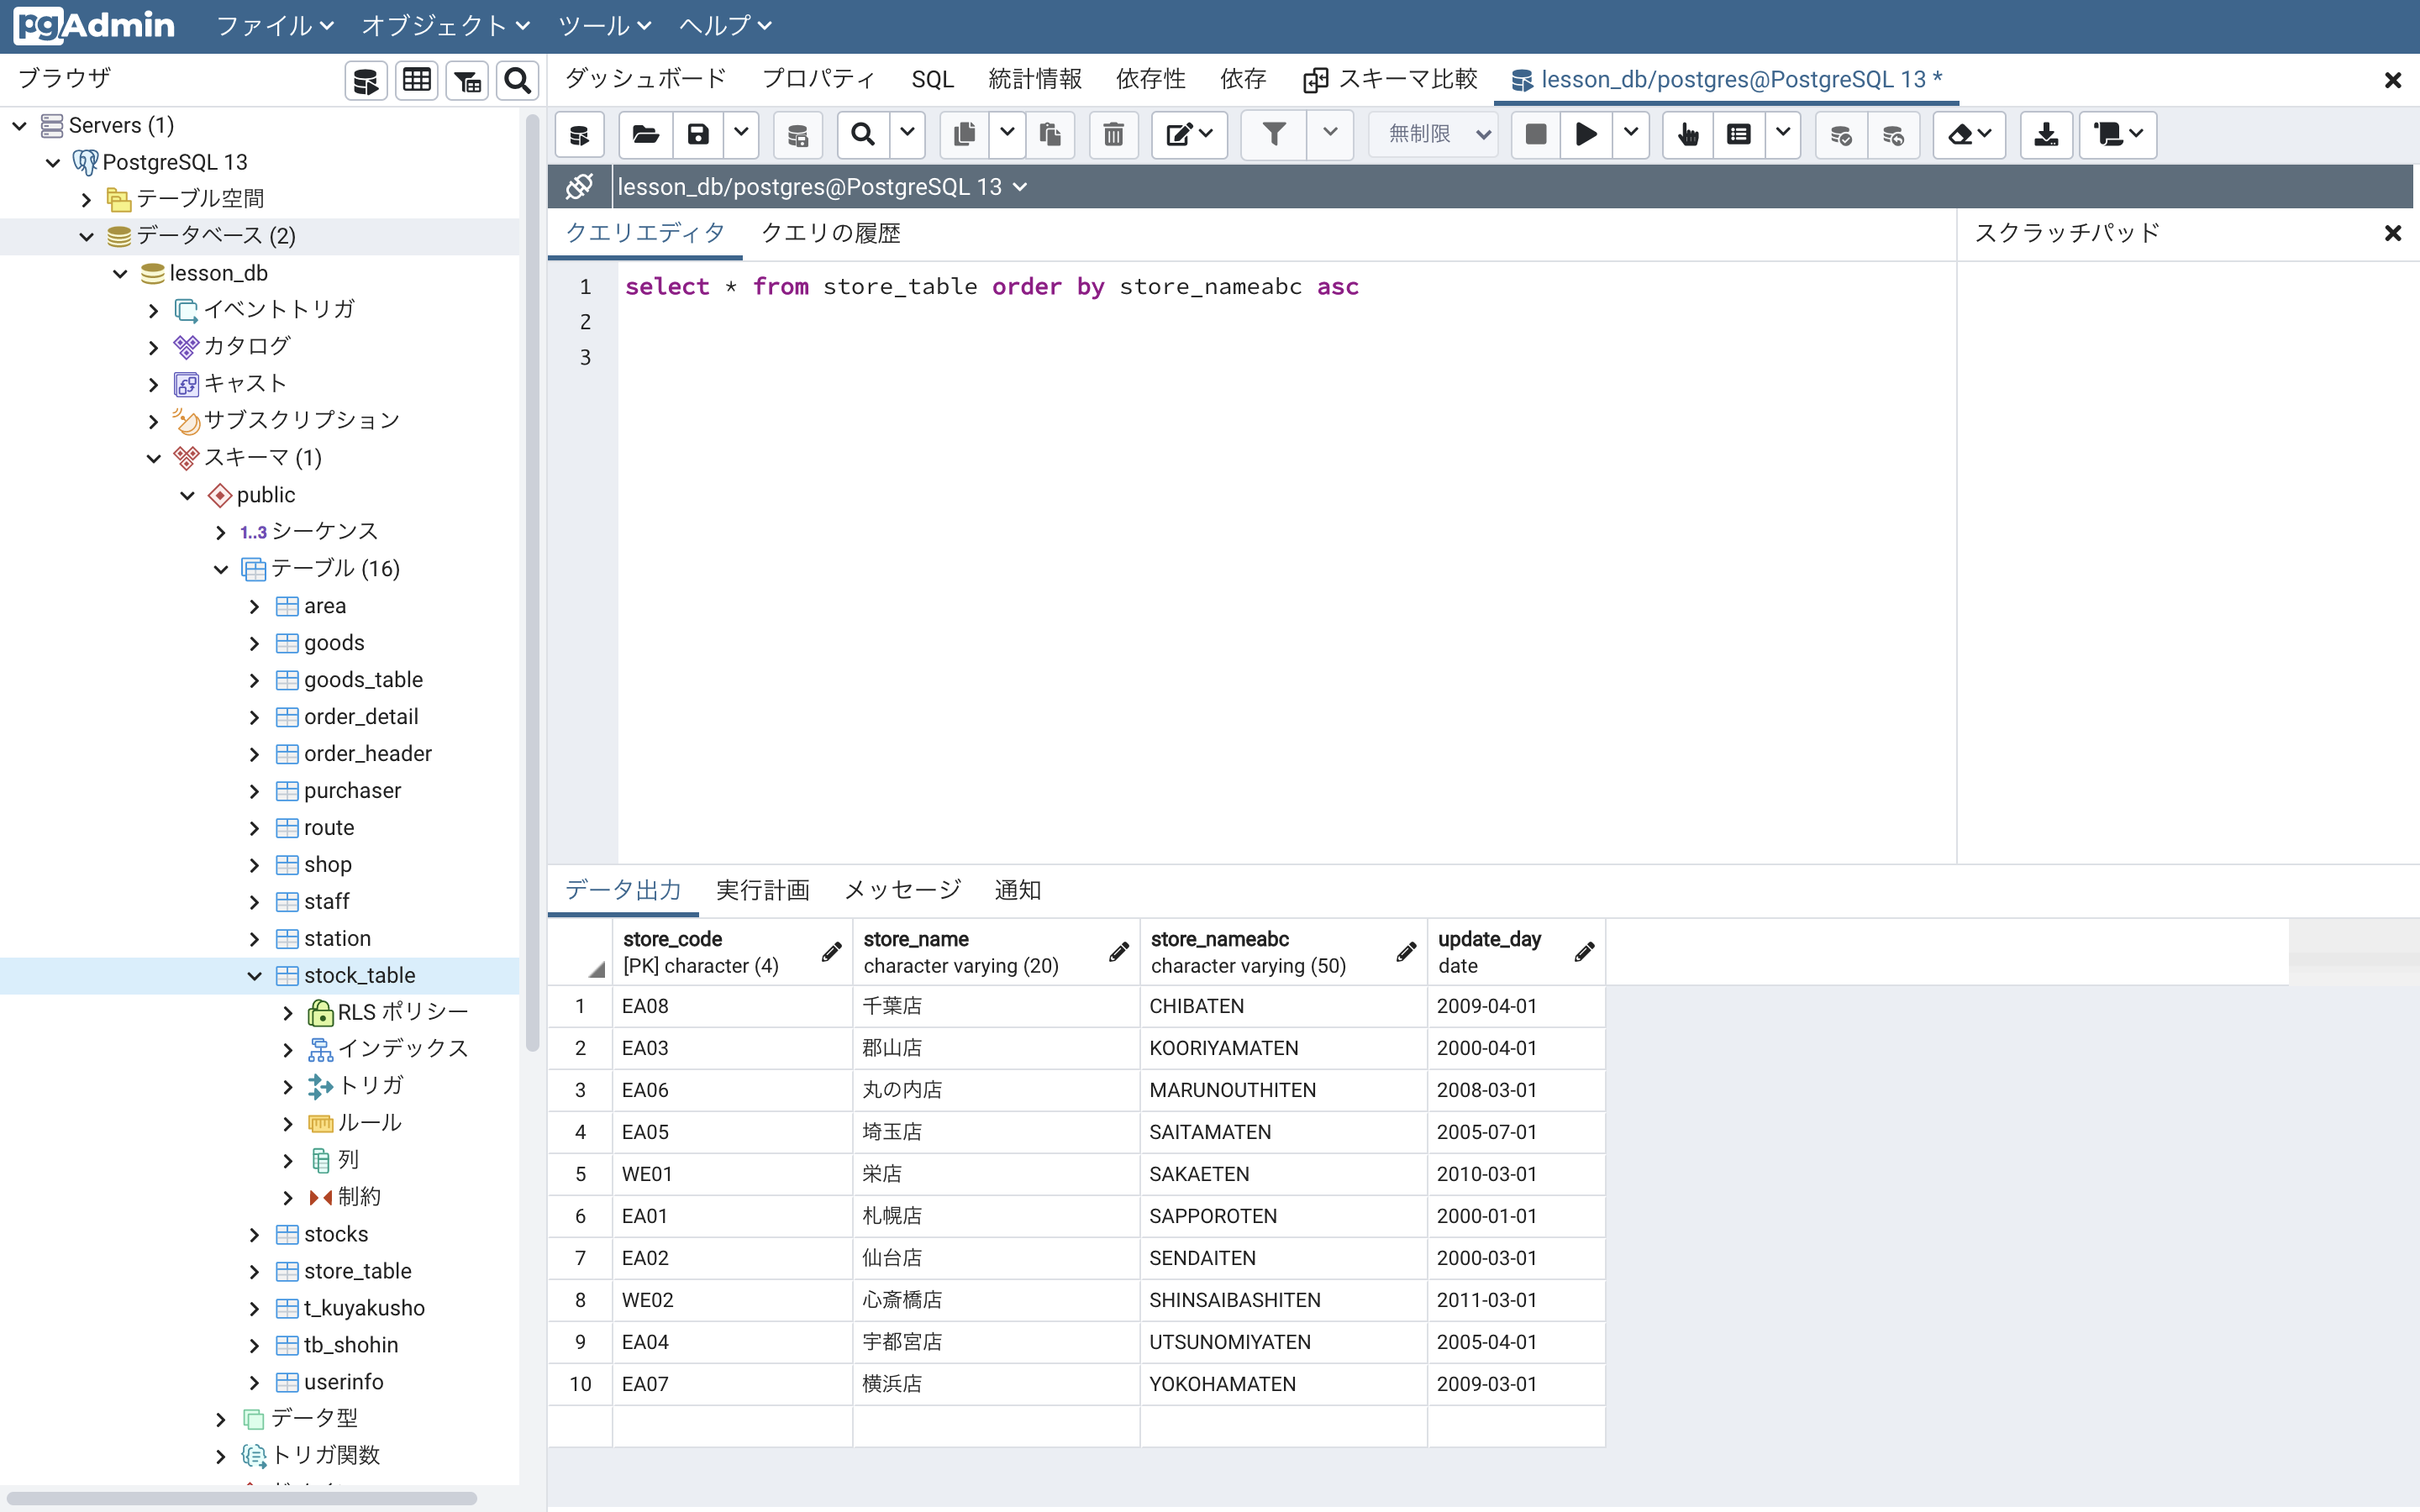 pgAdmin ファイル オブジェクト ツール ヘルプ
ブラウザ
Servers (1)
PostgreSQL 13
テーブル空間
データベース (2)
lesson_db
イベントトリガ
カタログ
キャスト
サブスクリプション
スキーマ (1)
public
1..3 シーケンス
テーブル (16)
area
goods
goods_table
order_detail
order_header
purchaser
route
shop
staff
station
stock_table
RLS ポリシー
インデックス
トリガ
ルール
列
制約
stocks
store_table
t_kuyakusho
tb_shohin
userinfo
データ型
トリガ関数
ダッシュボード プロパティ SQL 統計情報 依存性 依存 スキーマ比較 lesson_db/postgres@PostgreSQL 13 *
無制限
lesson_db/postgres@PostgreSQL 13
クエリエディタ クエリの履歴 スクラッチパッド
1 select * from store_table order by store_nameabc asc
2
3
データ出力 実行計画 メッセージ 通知
store_code store_name store_nameabc update_day
[PK] character (4) character varying (20) character varying (50) date
1 EA08 千葉店 CHIBATEN 2009-04-01
2 EA03 郡山店 KOORIYAMATEN 2000-04-01
3 EA06 丸の内店 MARUNOUTHITEN 2008-03-01
4 EA05 埼玉店 SAITAMATEN 2005-07-01
5 WE01 栄店 SAKAETEN 2010-03-01
6 EA01 札幌店 SAPPOROTEN 2000-01-01
7 EA02 仙台店 SENDAITEN 2000-03-01
8 WE02 心斎橋店 SHINSAIBASHITEN 2011-03-01
9 EA04 宇都宮店 UTSUNOMIYATEN 2005-04-01
10 EA07 横浜店 YOKOHAMATEN 2009-03-01